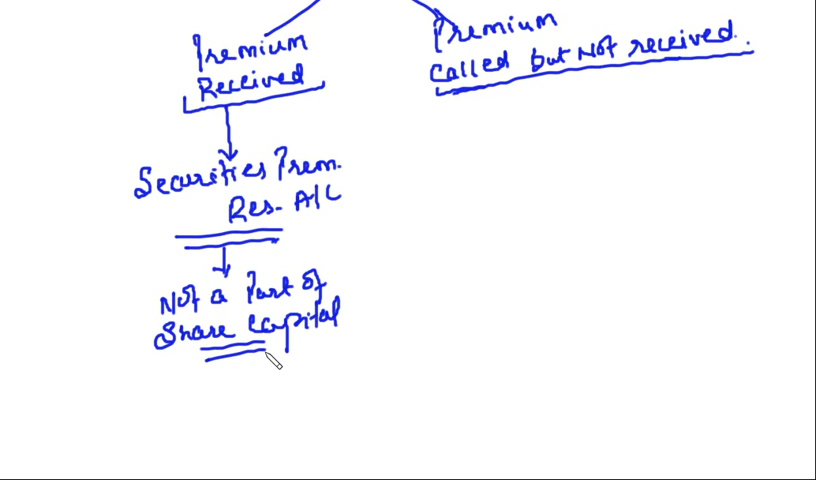 Premium
Received
Premium
Called but Not received.
Securities Prem.
Res. A/C
Not a Part of
Share Capital